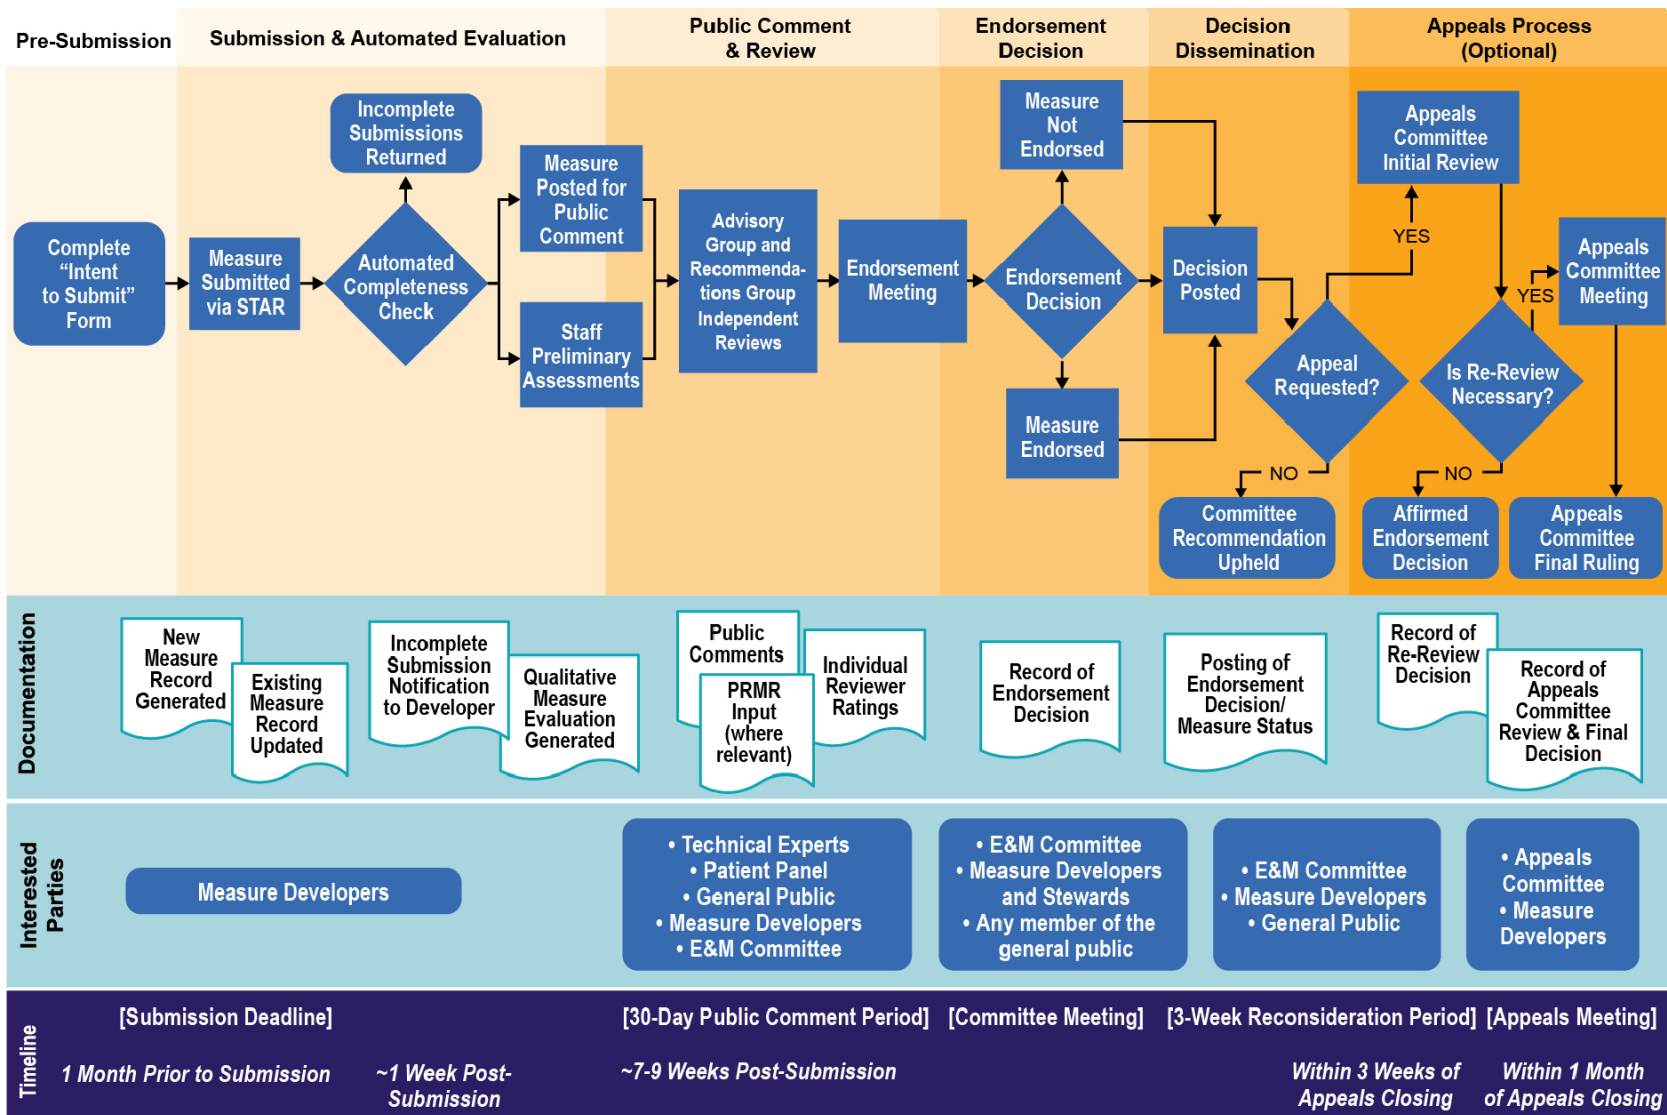 Pre-Submission
Submission & Automated Evaluation
Public Comment
& Review
Endorsement
Decision
Decision
Dissemination
Appeals Process
(Optional)
Complete
“Intent
to Submit”
Form
Measure
Submitted
via STAR
Incomplete
Submissions
Returned
Automated
Completeness
Check
Measure
Posted for
Public
Comment
Staff
Preliminary
Assessments
Advisory
Group and
Recommenda-
tions Group
Independent
Reviews
Endorsement
Meeting
Measure
Not
Endorsed
Endorsement
Decision
Measure
Endorsed
Decision
Posted
Appeal
Requested?
NO
Committee
Recommendation
Upheld
YES
Appeals
Committee
Initial Review
Is Re-Review
Necessary?
NO
Affirmed
Endorsement
Decision
YES
Appeals
Committee
Meeting
Appeals
Committee
Final Ruling
Documentation
New
Measure
Record
Generated
Existing
Measure
Record
Updated
Incomplete
Submission
Notification
to Developer
Qualitative
Measure
Evaluation
Generated
Public
Comments
PRMR
Input
(where
relevant)
Individual
Reviewer
Ratings
Record of
Endorsement
Decision
Posting of
Endorsement
Decision/
Measure Status
Record of
Re-Review
Decision
Record of
Appeals
Committee
Review & Final
Decision
Interested
Parties
Measure Developers
• Technical Experts
• Patient Panel
• General Public
• Measure Developers
• E&M Committee
• E&M Committee
• Measure Developers
and Stewards
• Any member of the
general public
• E&M Committee
• Measure Developers
• General Public
• Appeals
Committee
• Measure
Developers
Timeline
[Submission Deadline]
[30-Day Public Comment Period]
[Committee Meeting]
[3-Week Reconsideration Period]
[Appeals Meeting]
1 Month Prior to Submission
~1 Week Post-
Submission
~7-9 Weeks Post-Submission
Within 3 Weeks of
Appeals Closing
Within 1 Month
of Appeals Closing